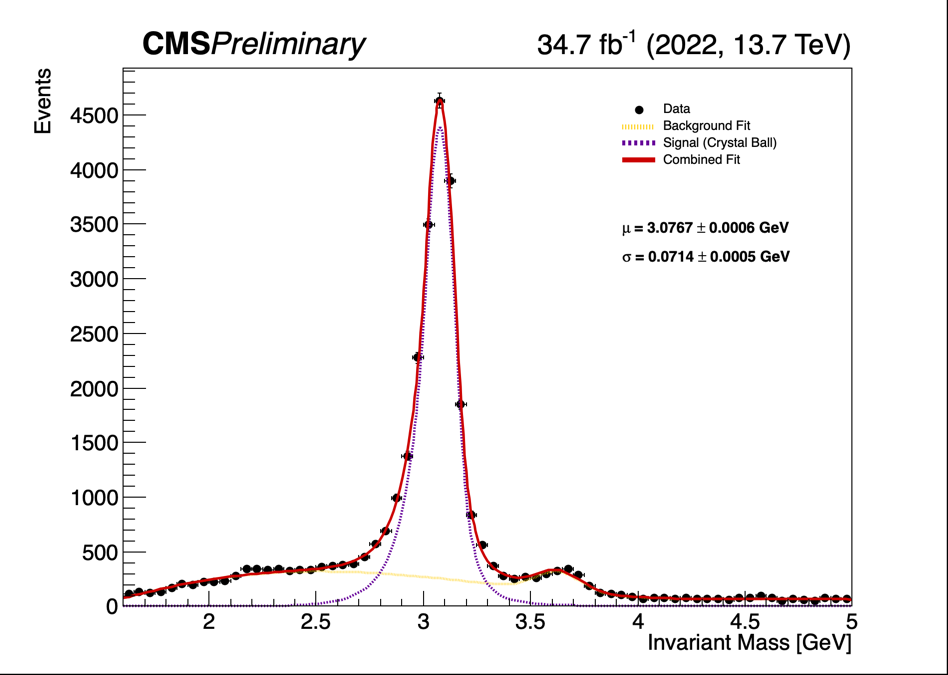 CMSPreliminary 34.7 fb⁻¹ (2022, 13.7 TeV)
Events
4500
4000
3500
3000
2500
2000
1500
1000
500
0
Data
Background Fit
Signal (Crystal Ball)
Combined Fit
μ = 3.0767 ± 0.0006 GeV
σ = 0.0714 ± 0.0005 GeV
2 2.5 3 3.5 4 4.5 5
Invariant Mass [GeV]